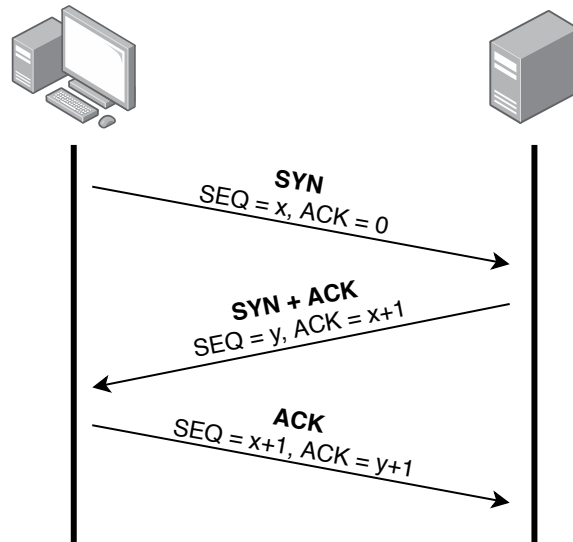 SYN
SEQ = x, ACK = 0
SYN + ACK
SEQ = y, ACK = x+1
ACK
SEQ = x+1, ACK = y+1